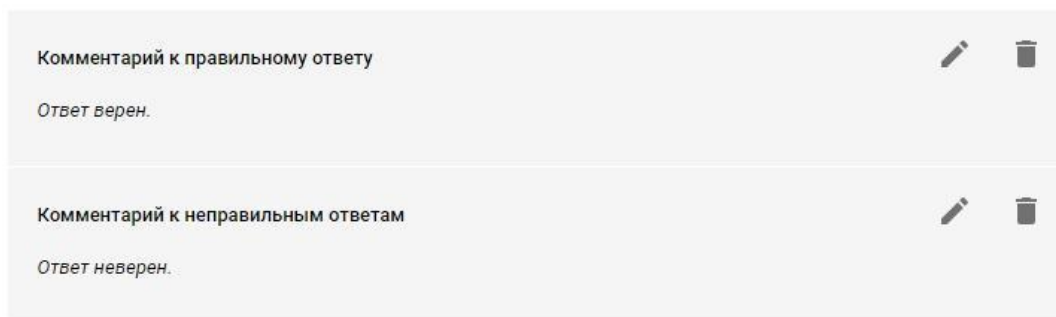 Комментарий к правильному ответу
Ответ верен.
Комментарий к неправильным ответам
Ответ неверен.